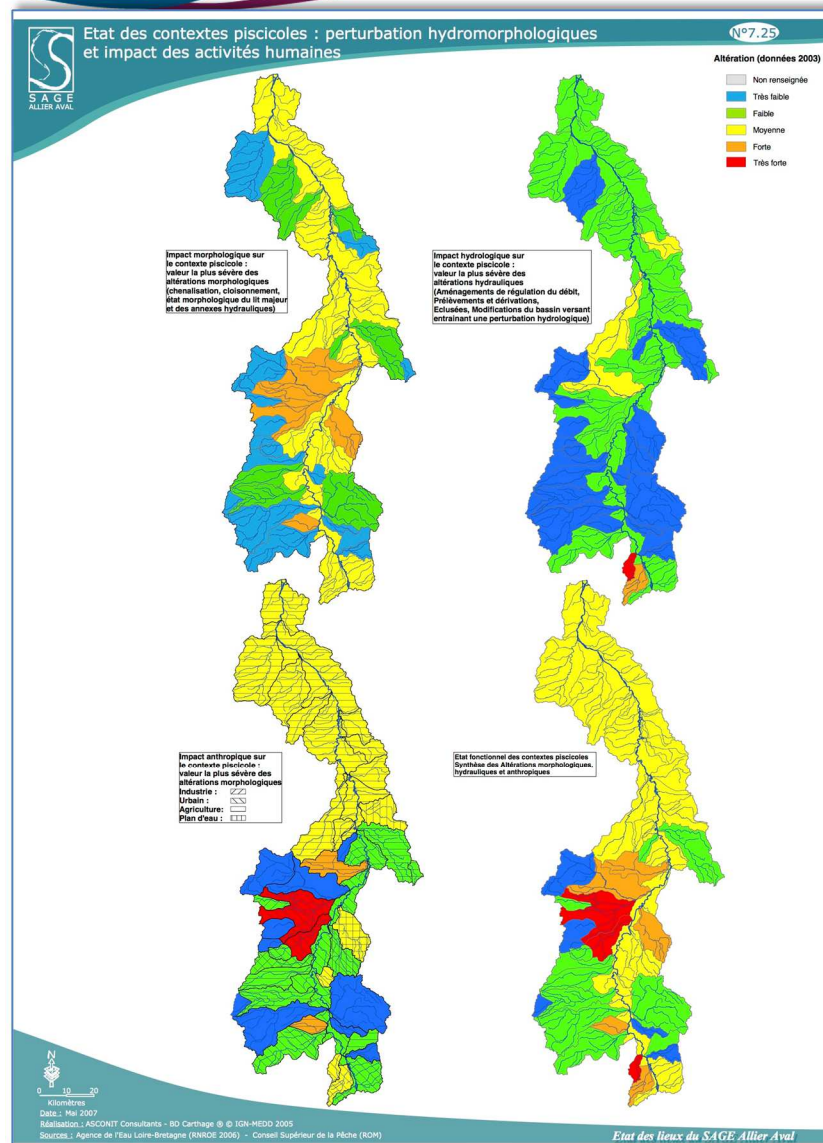 Etat des contextes piscicoles : perturbation hydromorphologiques
et impact des activités humaines
N°7.25
SAGE
ALLIER AVAL
Altération (données 2003)
Non renseignée
Très faible
Faible
Moyenne
Forte
Très forte
Impact morphologique sur
le contexte piscicole :
valeur la plus sévère des
altérations morphologiques
(chenalisation, cloisonnement,
état morphologique du lit majeur
et des annexes hydrauliques)
Impact hydrologique sur
le contexte piscicole :
valeur la plus sévère des
altérations hydrauliques
(Aménagements de régulation du débit,
Prélèvements et dérivations,
Eclusées, Modifications du bassin versant
entrainant une perturbation hydrologique)
Impact anthropique sur
le contexte piscicole :
valeur la plus sévère des
altérations morphologiques
Industrie :
Urbain :
Agriculture:
Plan d'eau :
Etat fonctionnel des contextes piscicoles
Synthèse des Altérations morphologiques,
hydrauliques et anthropiques
N
0 10 20
Kilomètres
Date : Mai 2007
Réalisation : ASCONIT Consultants - BD Carthage ® © IGN-MEDD 2005
Sources : Agence de l'Eau Loire-Bretagne (RNROE 2006) - Conseil Supérieur de la Pêche (ROM)
Etat des lieux du SAGE Allier Aval